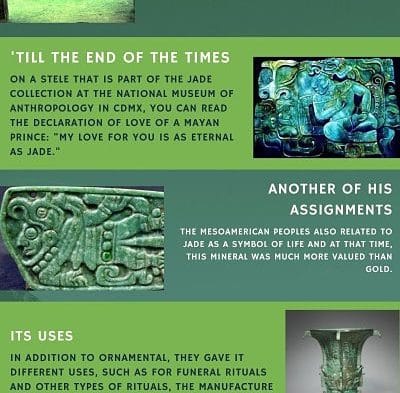 'TILL THE END OF THE TIMES
ON A STELE THAT IS PART OF THE JADE
COLLECTION AT THE NATIONAL MUSEUM OF
ANTHROPOLOGY IN CDMX, YOU CAN READ
THE DECLARATION OF LOVE OF A MAYAN
PRINCE: "MY LOVE FOR YOU IS AS ETERNAL
AS JADE."
ANOTHER OF HIS
ASSIGNMENTS
THE MESOAMERICAN PEOPLES ALSO RELATED TO
JADE AS A SYMBOL OF LIFE AND AT THAT TIME,
THIS MINERAL WAS MUCH MORE VALUED THAN
GOLD.
ITS USES
IN ADDITION TO ORNAMENTAL, THEY GAVE IT
DIFFERENT USES, SUCH AS FOR FUNERAL RITUALS
AND OTHER TYPES OF RITUALS, THE MANUFACTURE